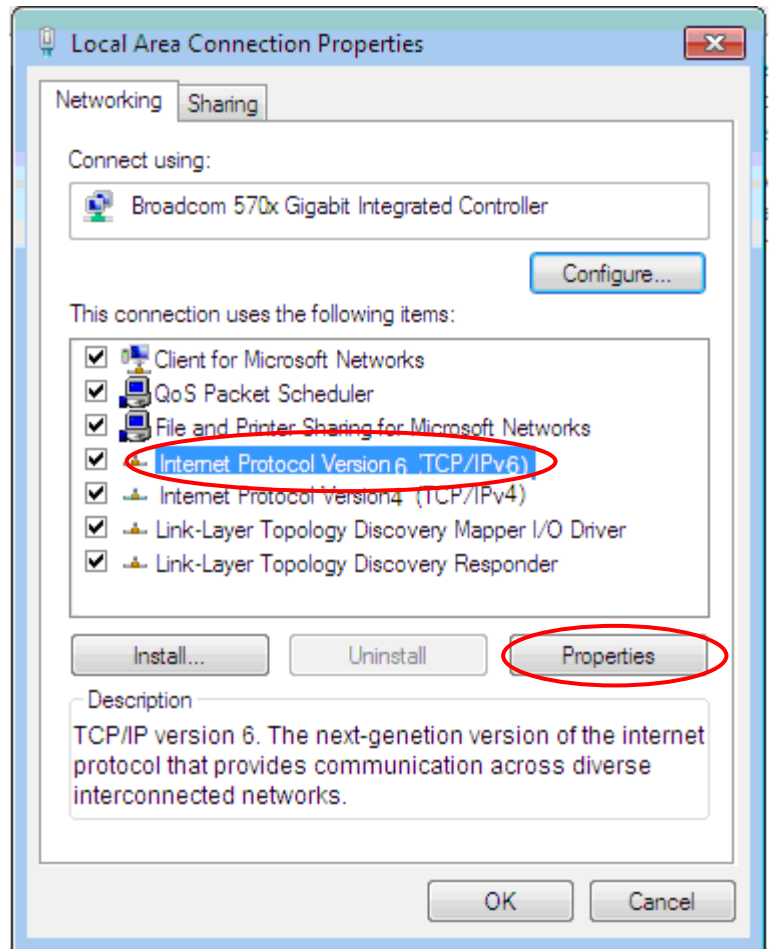 Local Area Connection Properties
Networking Sharing
Connect using:
Broadcom 570x Gigabit Integrated Controller
Configure...
This connection uses the following items:
Client for Microsoft Networks
QoS Packet Scheduler
File and Printer Sharing for Microsoft Networks
Internet Protocol Version 6 (TCP/IPv6)
Internet Protocol Version4 (TCP/IPv4)
Link-Layer Topology Discovery Mapper I/O Driver
Link-Layer Topology Discovery Responder
Install... Uninstall Properties
Description
TCP/IP version 6. The next-genetion version of the internet
protocol that provides communication across diverse
interconnected networks.
OK Cancel